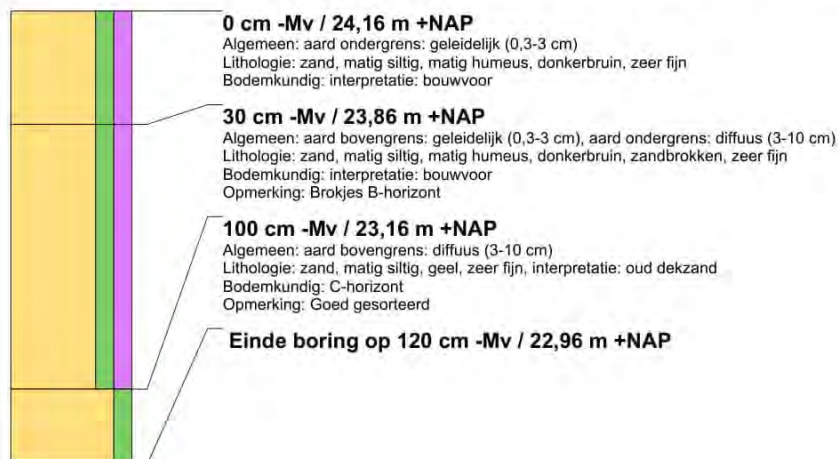 0 cm -Mv / 24,16 m +NAP
Algemeen: aard ondergrens: geleidelijk (0,3-3 cm)
Lithologie: zand, matig siltig, matig humeus, donkerbruin, zeer fijn
Bodemkundig: interpretatie: bouwvoor
30 cm -Mv / 23,86 m +NAP
Algemeen: aard bovengrens: geleidelijk (0,3-3 cm), aard ondergrens: diffuus (3-10 cm)
Lithologie: zand, matig siltig, matig humeus, donkerbruin, zandbrokken, zeer fijn
Bodemkundig: interpretatie: bouwvoor
Opmerking: Brokjes B-horizont
100 cm -Mv / 23,16 m +NAP
Algemeen: aard bovengrens: diffuus (3-10 cm)
Lithologie: zand, matig siltig, geel, zeer fijn, interpretatie: oud dekzand
Bodemkundig: C-horizont
Opmerking: Goed gesorteerd
Einde boring op 120 cm -Mv / 22,96 m +NAP